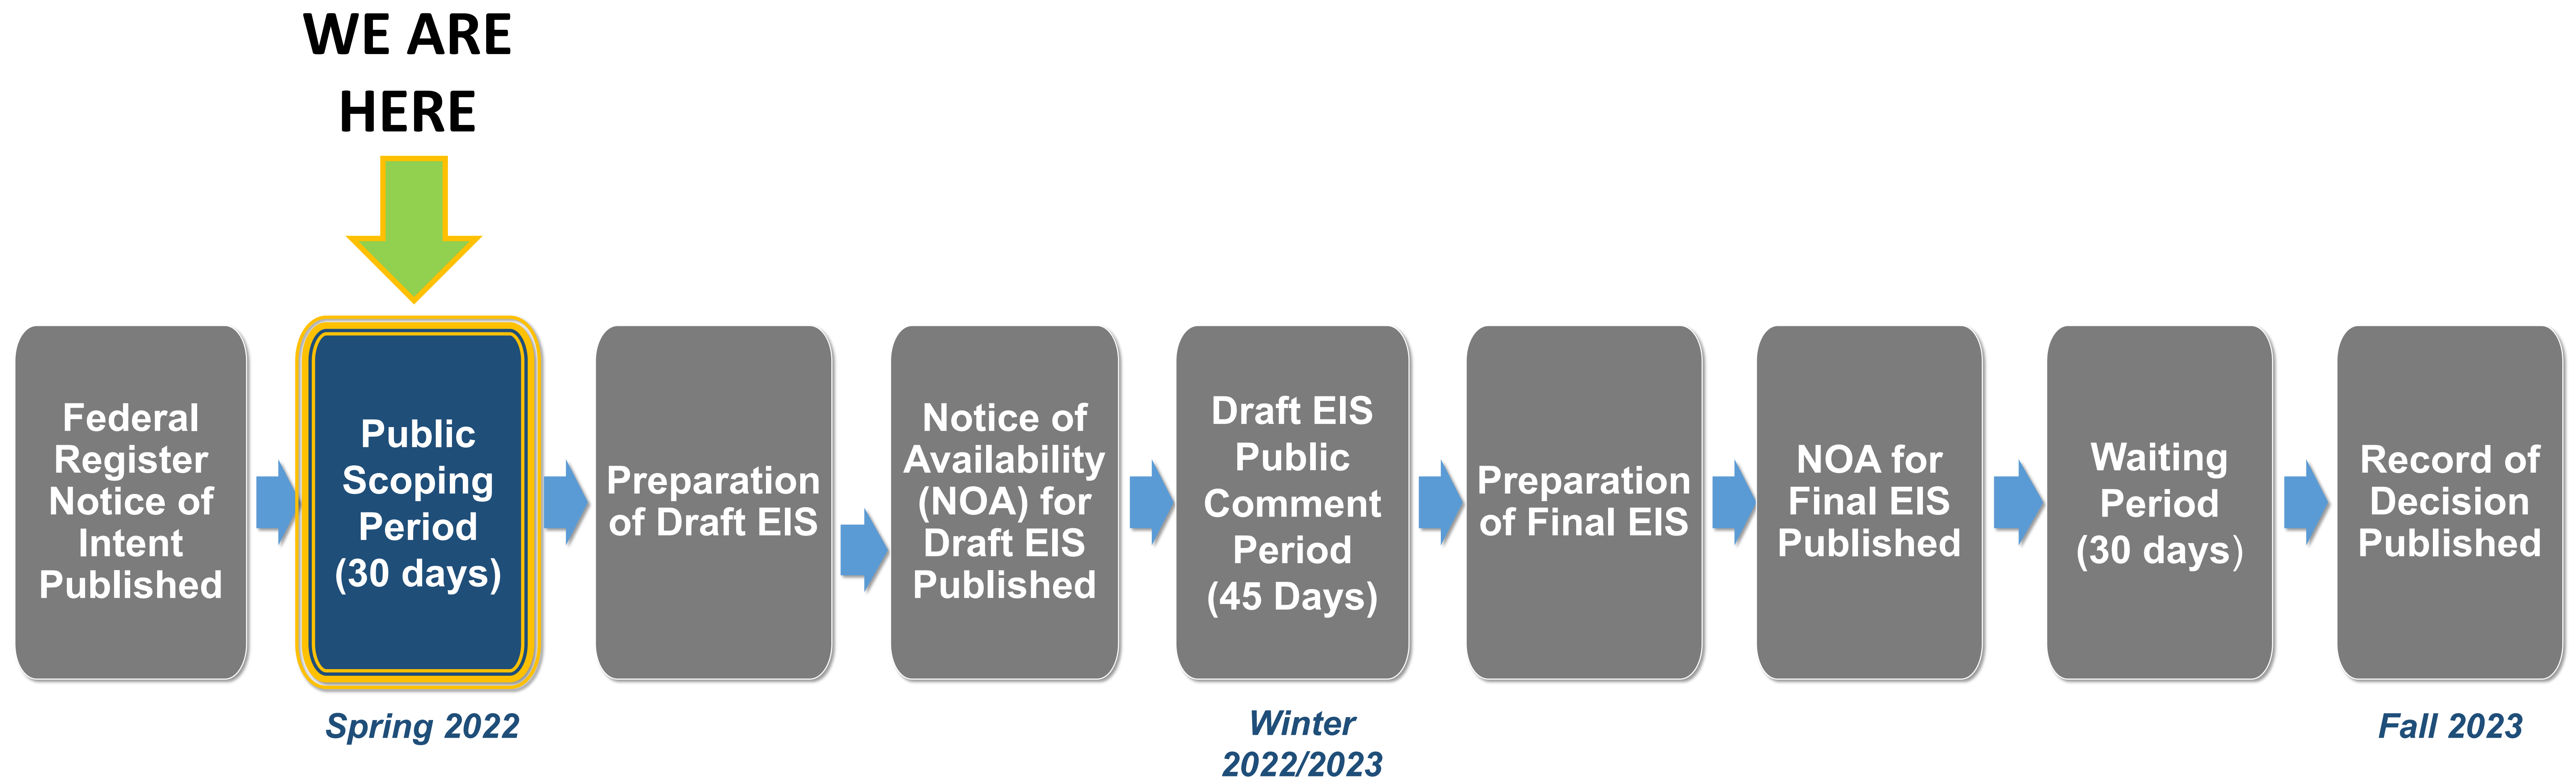 WE ARE
HERE
Federal
Register
Notice of
Intent
Published
Public
Scoping
Period
(30 days)
Preparation
of Draft EIS
Notice of
Availability
(NOA) for
Draft EIS
Published
Draft EIS
Public
Comment
Period
(45 Days)
Preparation
of Final EIS
NOA for
Final EIS
Published
Waiting
Period
(30 days)
Record of
Decision
Published
Spring 2022
Winter
2022/2023
Fall 2023